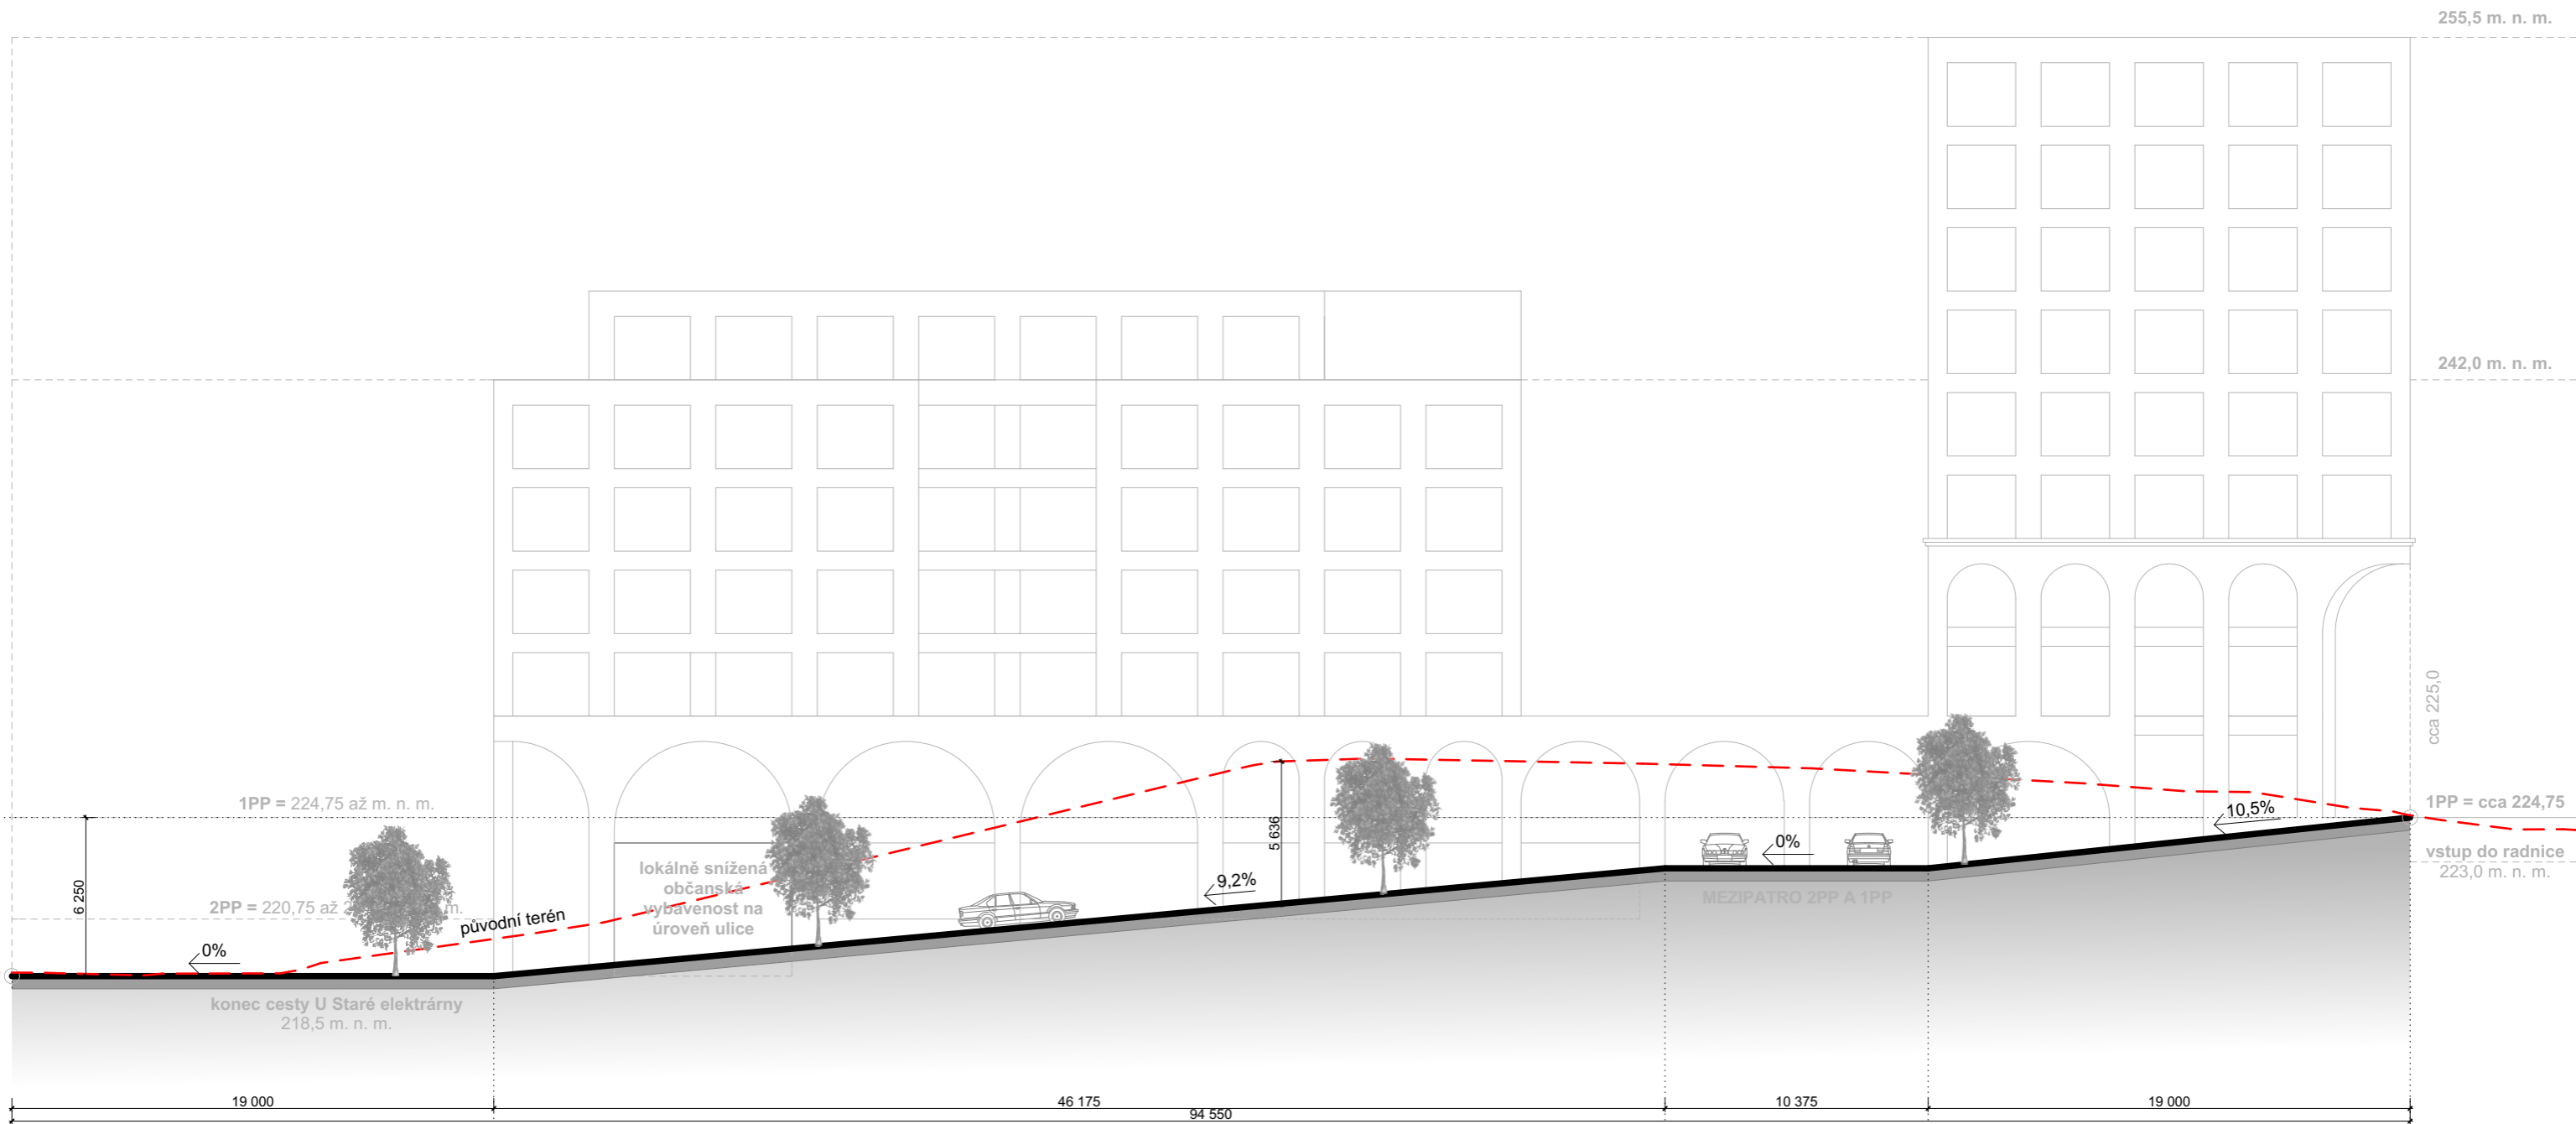 255,5 m. n. m.
242,0 m. n. m.
cca 225,0
1PP = 224,75 až m. n. m.
1PP = cca 224,75
10,5%
5 636
0%
vstup do radnice
223,0 m. n. m.
lokálně snížená
občanská
vybavenost na
úroveň ulice
9,2%
MEZIPATRO 2PP A 1PP
6 250
2PP = 220,75 až 2
m.
původní terén
0%
konec cesty U Staré elektrárny
218,5 m. n. m.
19 000
46 175
10 375
19 000
94 550